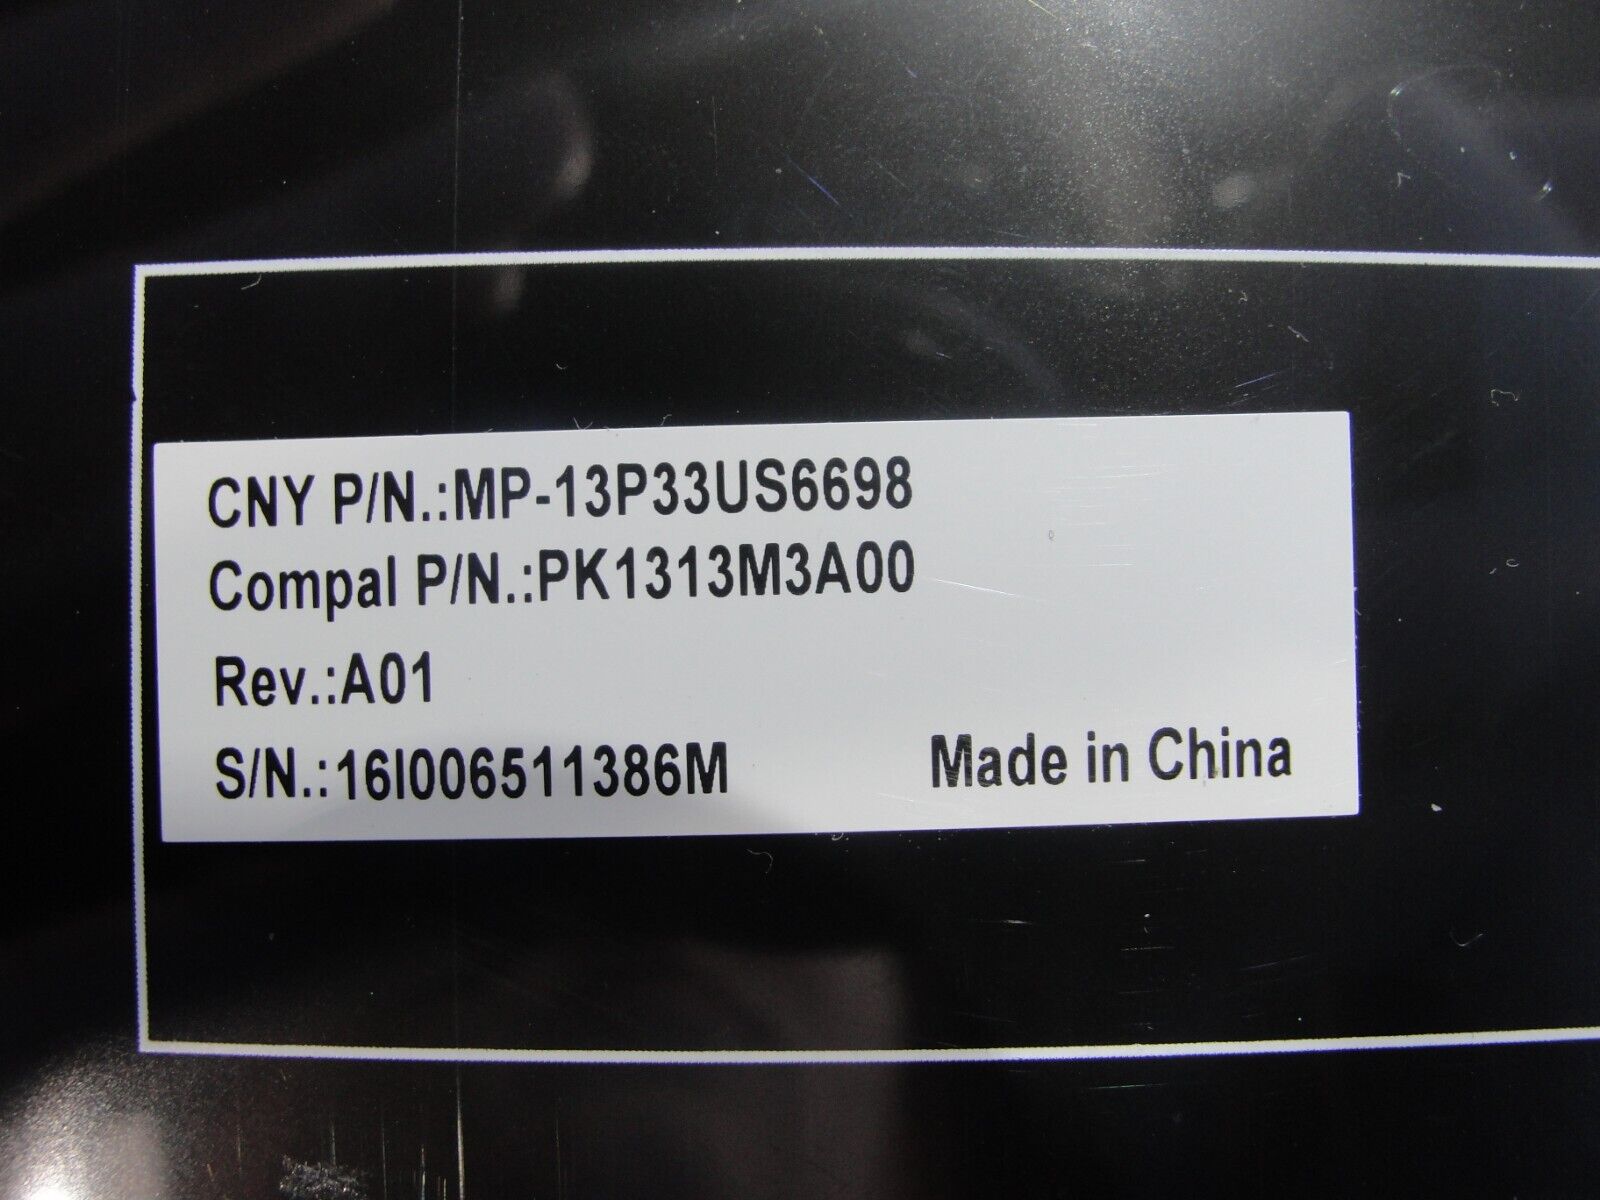 CNY P/N.:MP-13P33US6698
Compal P/N.:PK1313M3A00
Rev.:A01
S/N.:16I006511386M
Made in China